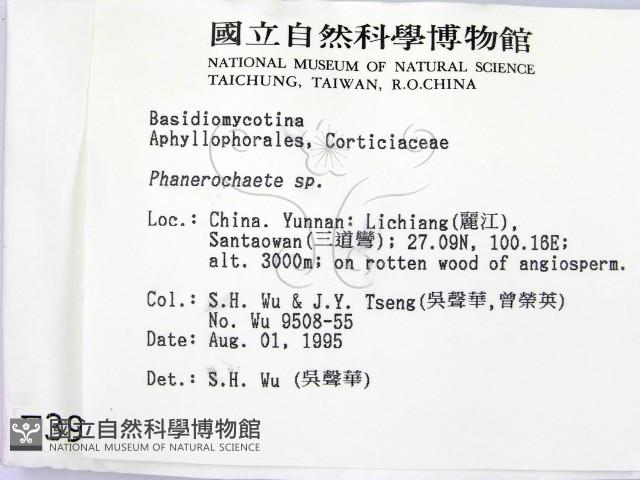 國立自然科學博物館
NATIONAL MUSEUM OF NATURAL SCIENCE
TAICHUNG, TAIWAN, R.O.CHINA
Basidiomycotina
Aphyllophorales, Corticiaceae
Phanerochaete sp.
Loc.: China. Yunnan: Lichiang(麗江),
Santaowan(三道彎); 27.09N, 100.16E;
alt. 3000m; on rotten wood of angiosperm.
Col.: S.H. Wu & J.Y. Tseng(吳聲華,曾榮英)
No. Wu 9508-55
Date: Aug. 01, 1995
Det.: S.H. Wu (吳聲華)
國立自然科學博物館
NATIONAL MUSEUM OF NATURAL SCIENCE